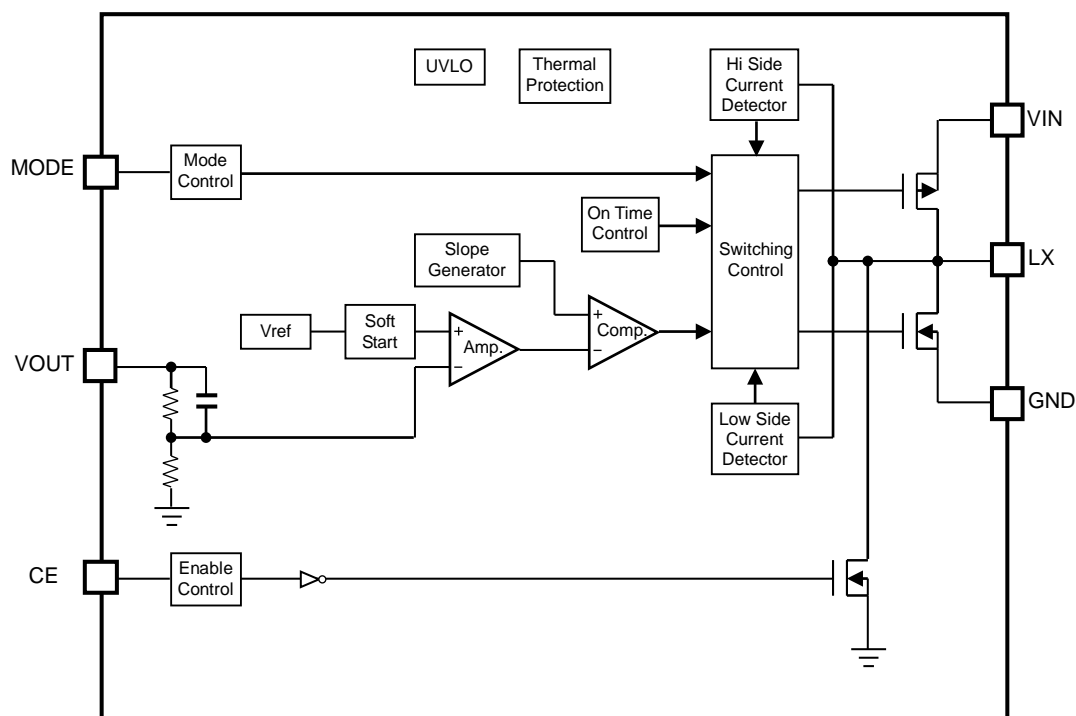 UVLO
Thermal
Protection
Hi Side
Current
Detector
VIN
MODE
Mode
Control
On Time
Control
Slope
Generator
Switching
Control
LX
Vref
Soft
Start
+
−
Amp.
+
−
Comp.
VOUT
GND
Low Side
Current
Detector
CE
Enable
Control